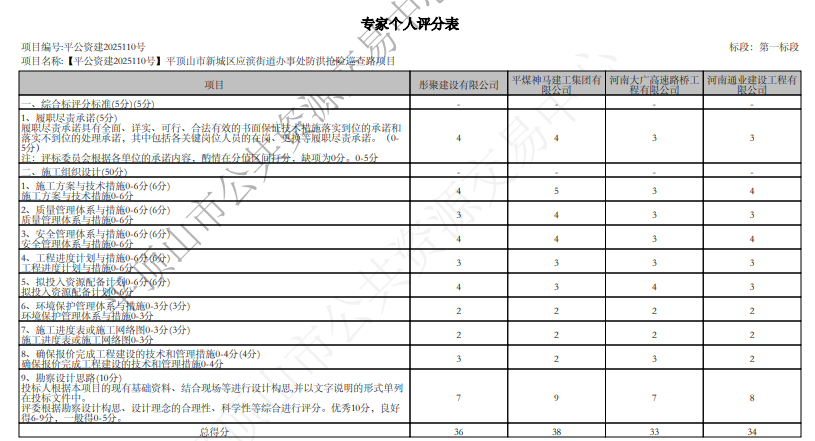 专家个人评分表
项目编号:平公资建2025110号
标段：第一标段
项目名称:【平公资建2025110号】平顶山市新城区应滨街道办事处防洪抢险巡查路项目
项目 彤聚建设有限公司 平煤神马建工集团有限公司 河南大广高速路桥工程有限公司 河南通业建设工程有限公司
一、综合标评分标准(5分)(5分) - - - -
1、履职尽责承诺(5分)
履职尽责承诺具有全面、详实、可行、合法有效的书面保证技术措施落实到位的承诺和
落实不到位的处理承诺，其中包括各关键岗位人员的在岗、更换等履职尽责承诺。（0-
5分）
注：评标委员会根据各单位的承诺内容，酌情在分值区间打分，缺项为0分。0-5分
4 4 3 3
二、施工组织设计(50分) - - - -
1、施工方案与技术措施0-6分(6分)
施工方案与技术措施0-6分
4 5 3 4
2、质量管理体系与措施0-6分(6分)
质量管理体系与措施0-6分
3 4 3 3
3、安全管理体系与措施0-6分(6分)
安全管理体系与措施0-6分
4 4 3 4
4、工程进度计划与措施0-6分(6分)
工程进度计划与措施0-6分
3 3 3 3
5、拟投入资源配备计划0-6分(6分)
拟投入资源配备计划0-6分
4 3 4 3
6、环境保护管理体系与措施0-3分(3分)
环境保护管理体系与措施0-3分
2 2 2 2
7、施工进度表或施工网络图0-3分(3分)
施工进度表或施工网络图0-3分
2 2 2 2
8、确保报价完成工程建设的技术和管理措施0-4分(4分)
确保报价完成工程建设的技术和管理措施0-4分
3 2 3 2
9、勘察设计思路(10分)
投标人根据本项目的现有基础资料、结合现场等进行设计构思,并以文字说明的形式单列
在投标文件中。
评委根据勘察设计构思、设计理念的合理性、科学性等综合进行评分。优秀10分，良好
得6-9分，一般得0-5分。
7 9 7 8
总得分 36 38 33 34
平顶山市公共资源交易中心
平顶山市公共资源交易中心